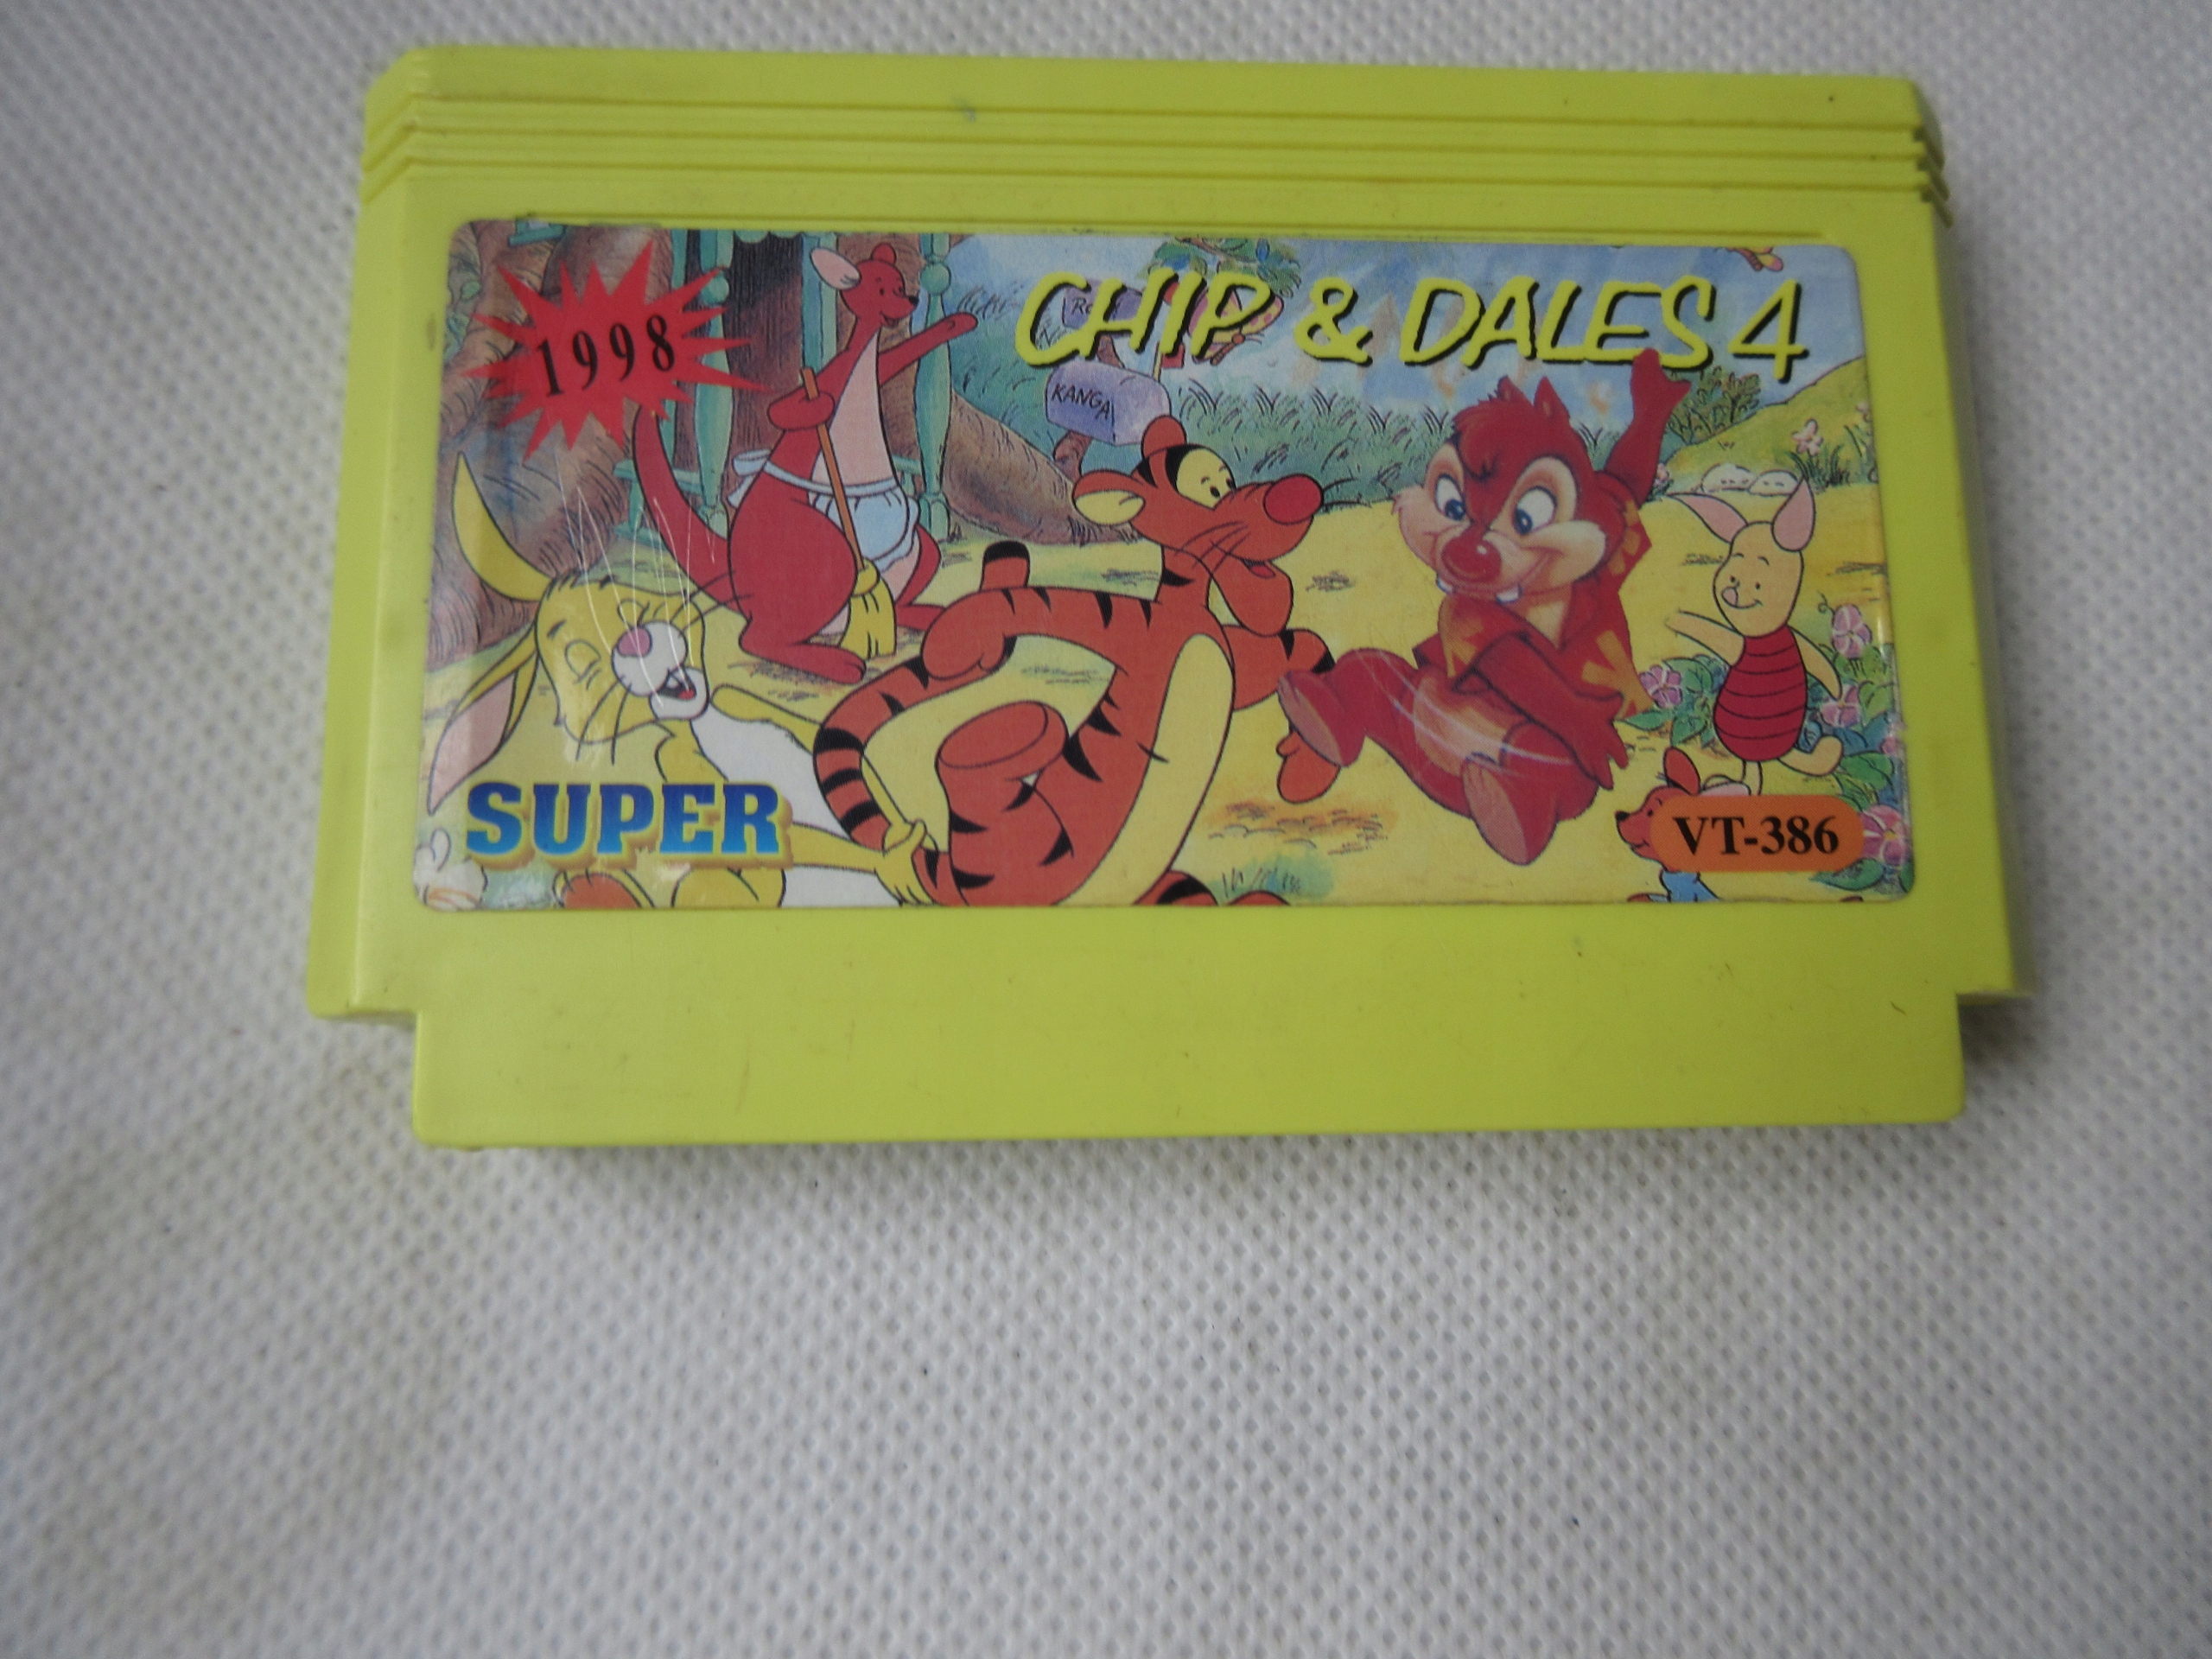 1998
CHIP & DALES 4
KANGA
SUPER
VT-386